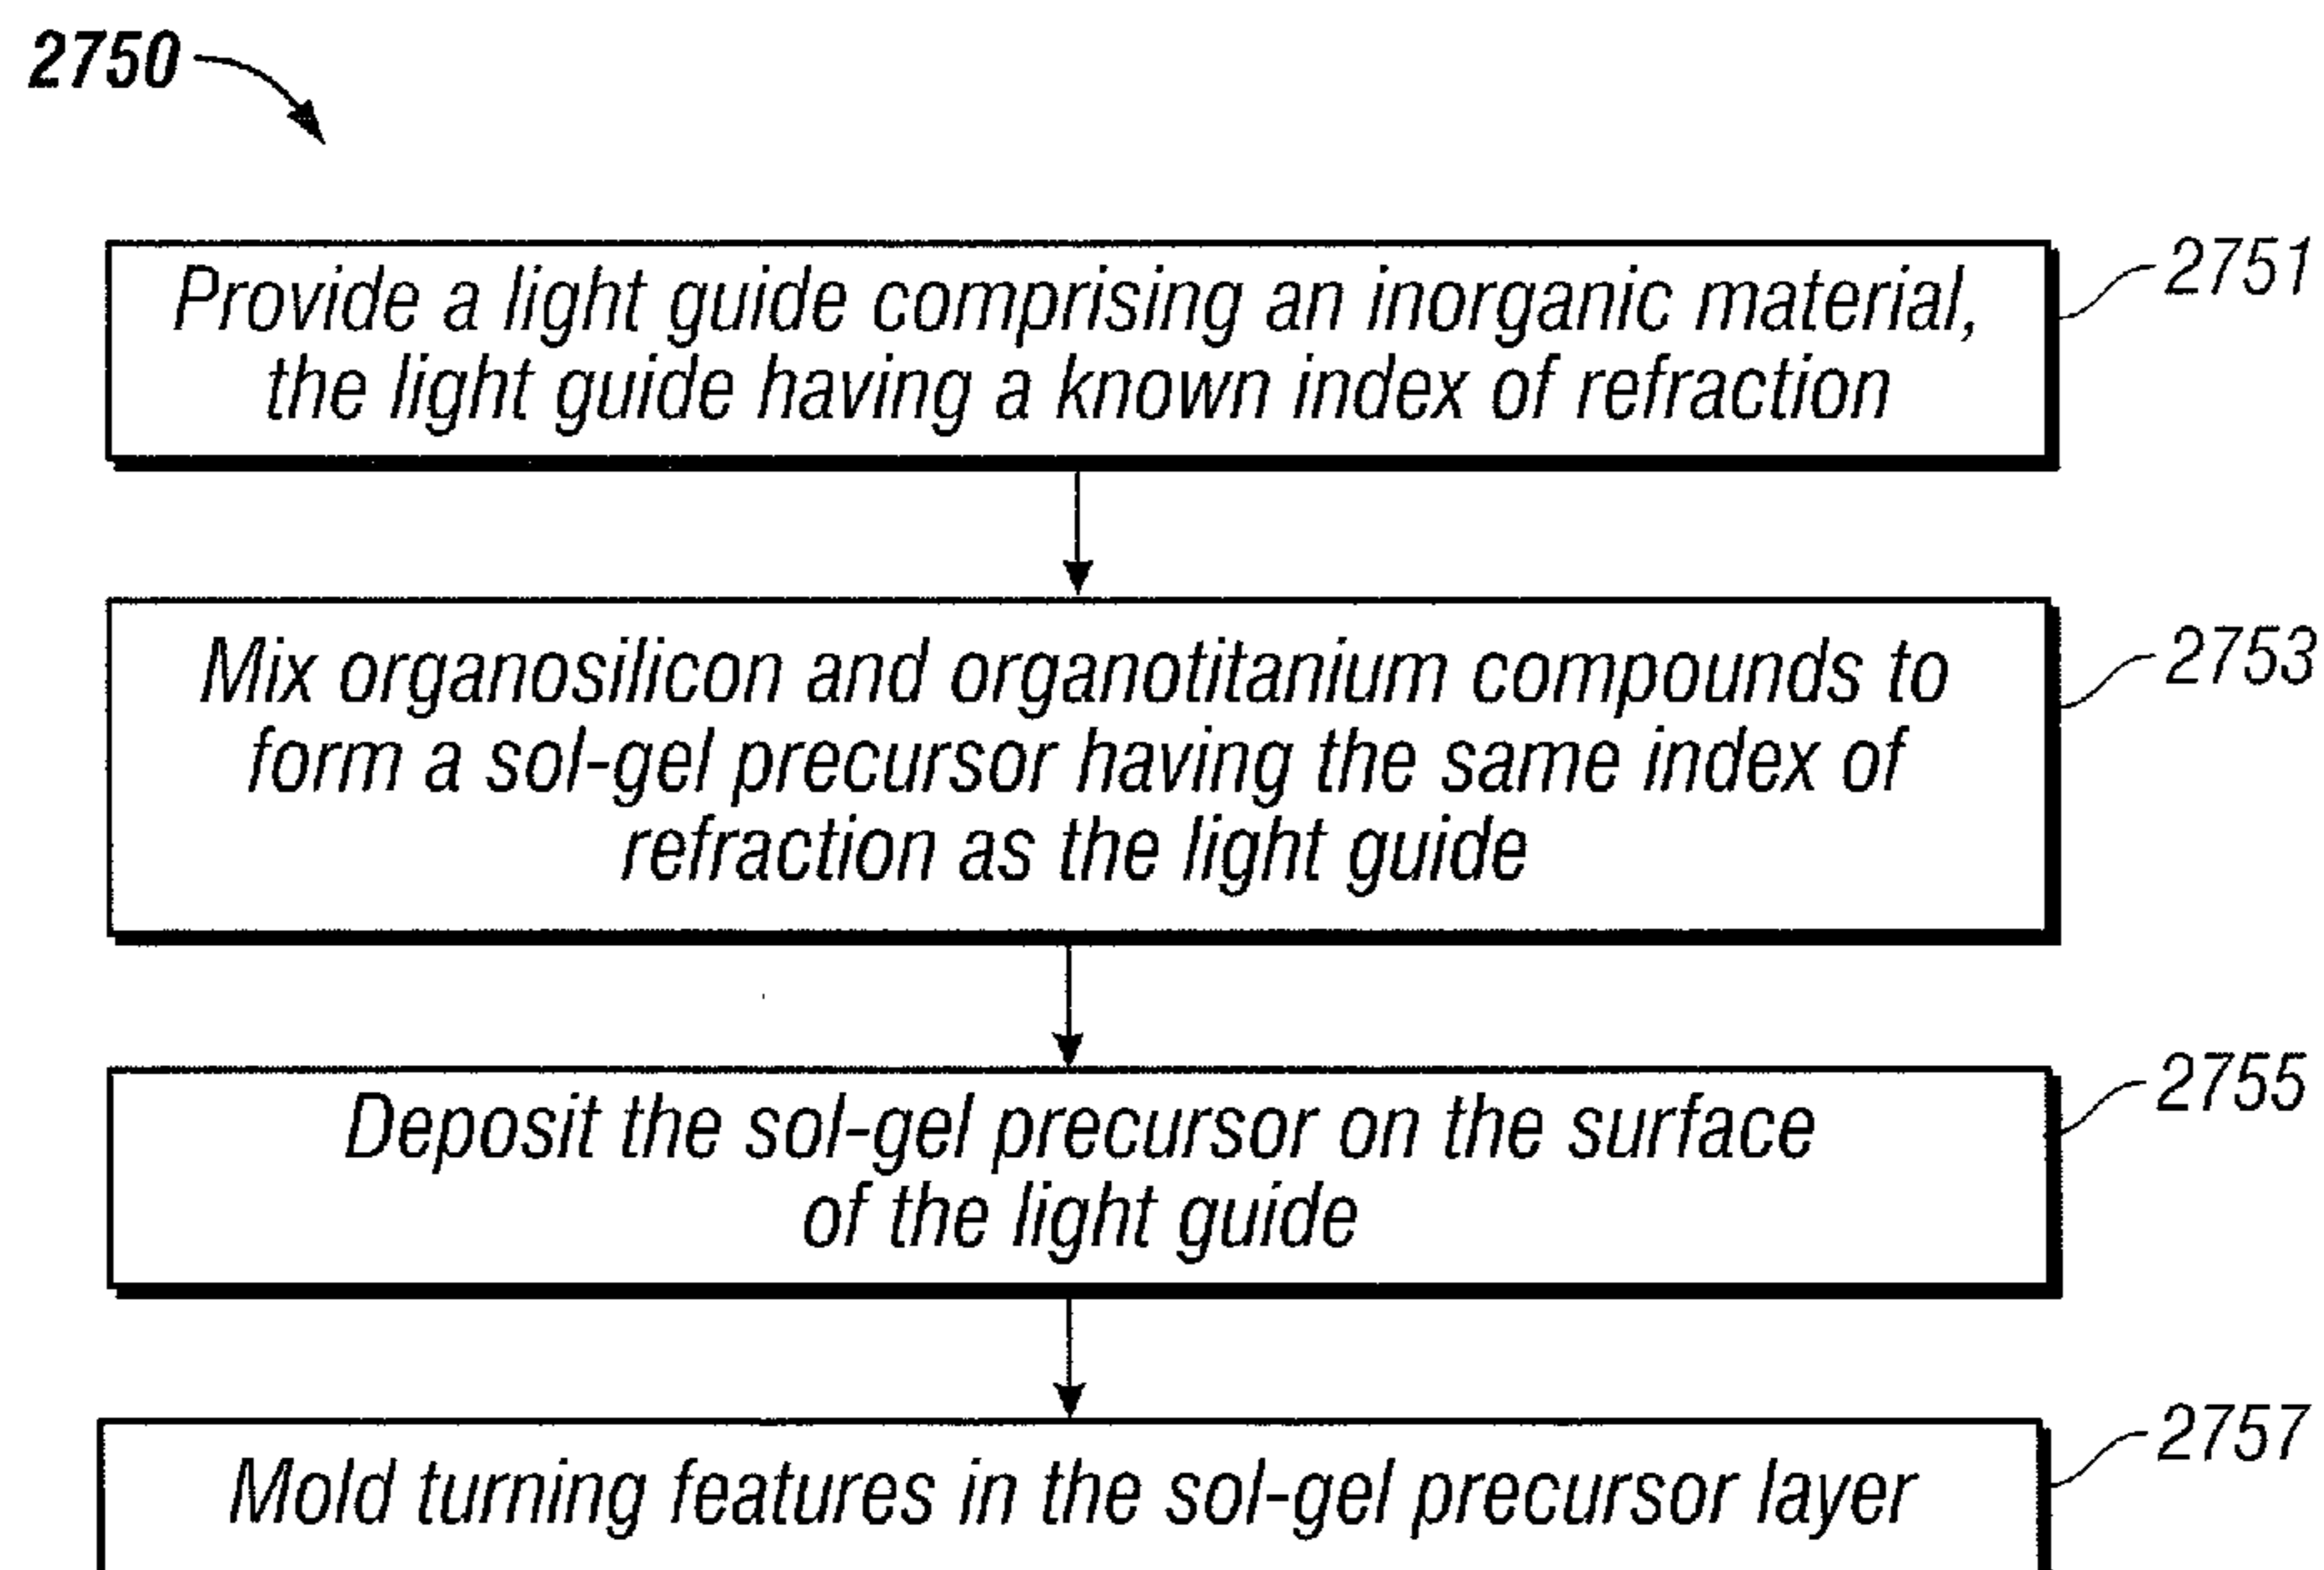 2750
Provide a light guide comprising an inorganic material,
the light guide having a known index of refraction
2751
Mix organosilicon and organotitanium compounds to
form a sol-gel precursor having the same index of
refraction as the light guide
2753
Deposit the sol-gel precursor on the surface
of the light guide
2755
Mold turning features in the sol-gel precursor layer
2757